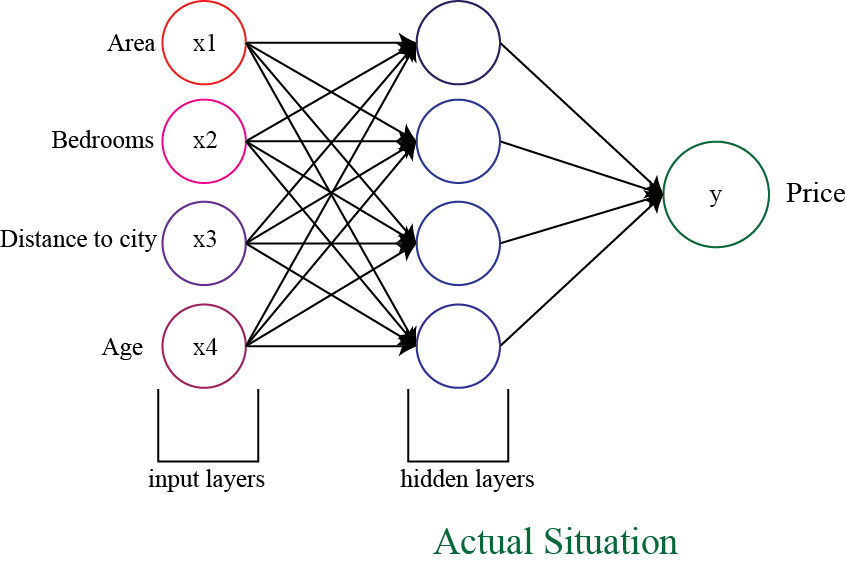 Area x1
Bedrooms x2
Distance to city x3
Age x4
y Price
input layers
hidden layers
Actual Situation